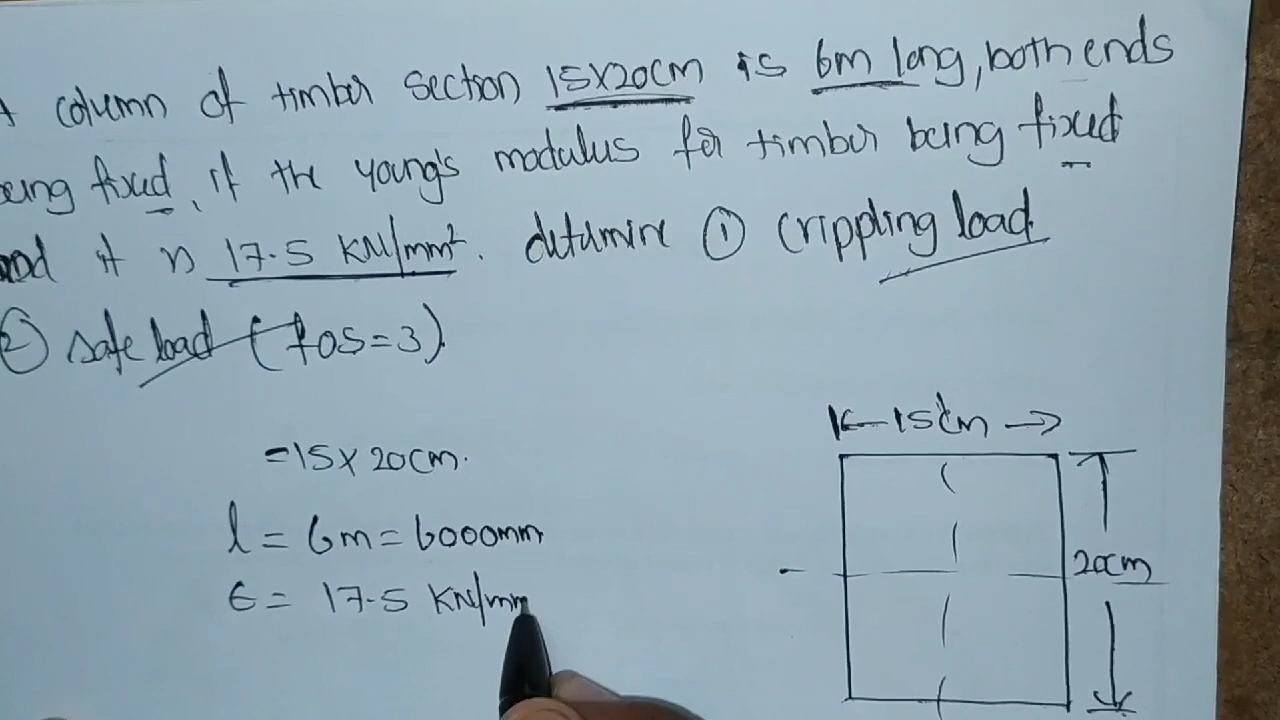 A column of timber section 15x20cm is 6m long, both ends
being fixed, if the young's modulus for timber being fixed
and it is 17.5 KN/mm². determine ① crippling load
② safe load (fos=3)
=15x20cm.
l = 6m = 6000mm
E = 17.5 KN/mm
15cm
20cm